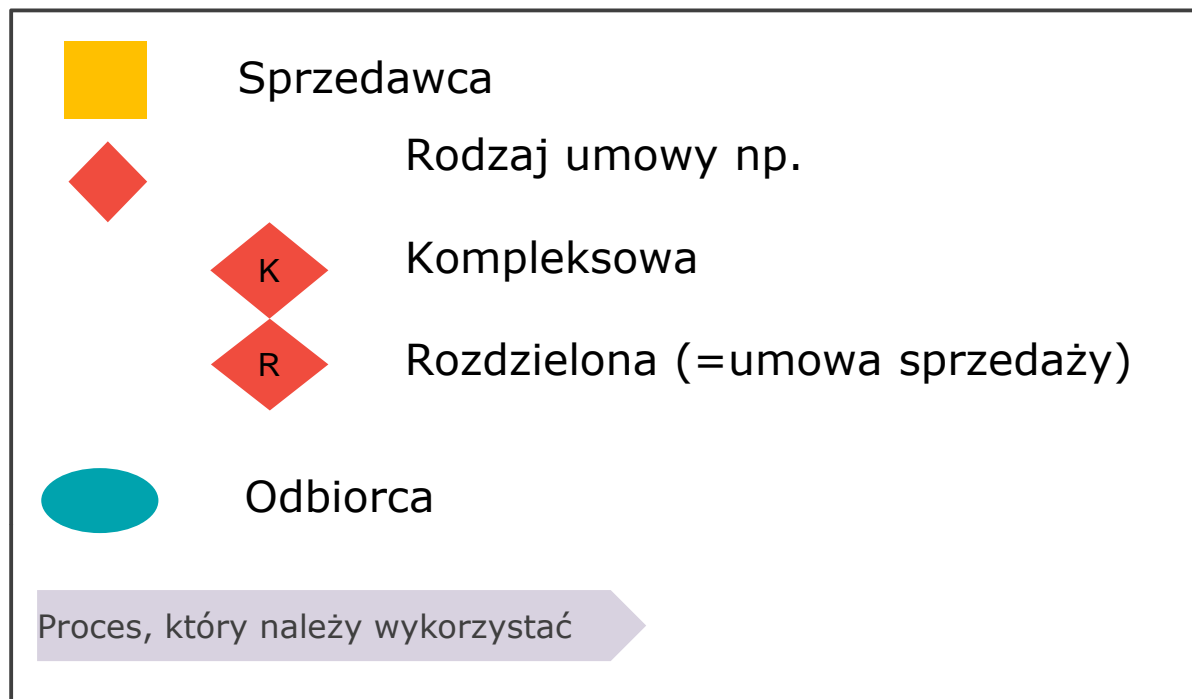 Sprzedawca
Rodzaj umowy np.
K
Kompleksowa
R
Rozdzielona (=umowa sprzedaży)
Odbiorca
Proces, który należy wykorzystać